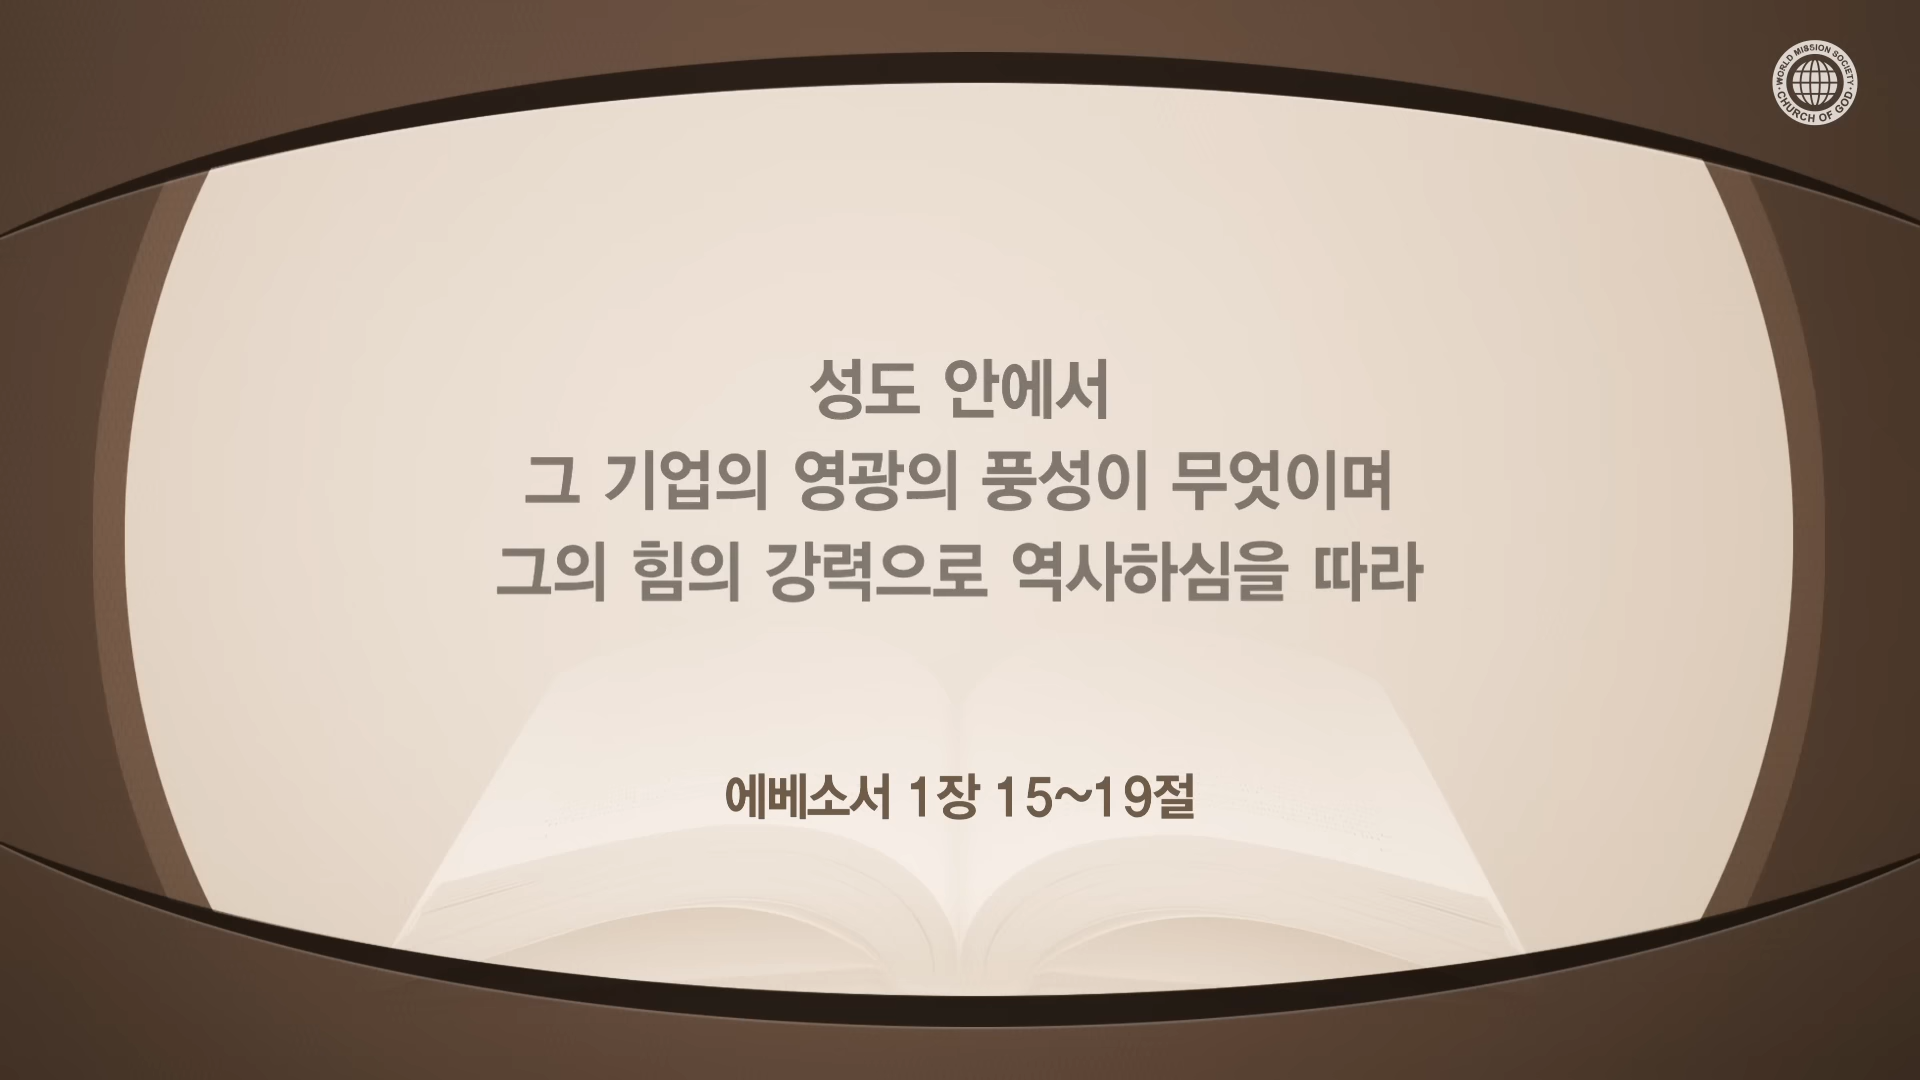 WORLD MISSION SOCIETY
CHURCH OF GOD
성도 안에서
그 기업의 영광의 풍성이 무엇이며
그의 힘의 강력으로 역사하심을 따라
에베소서 1장 15~19절